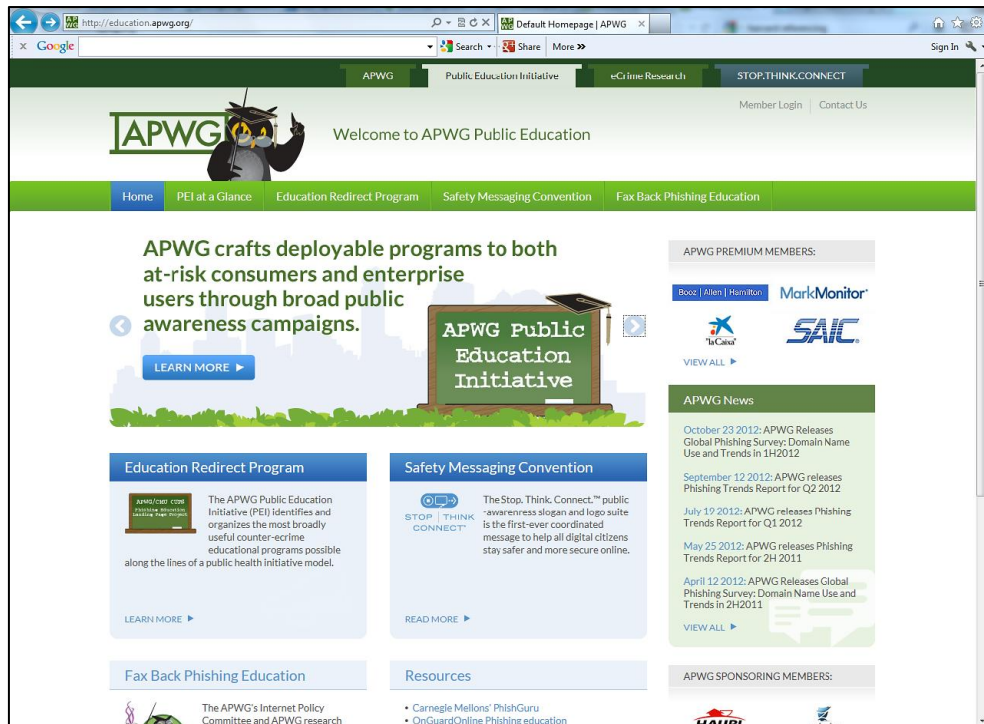 http://education.apwg.org/
Default Homepage | APWG
x Google
Search
Share
More »
Sign In
APWG
Public Education Initiative
eCrime Research
STOP.THINK.CONNECT
Member Login
Contact Us
APWG
Welcome to APWG Public Education
Home
PEI at a Glance
Education Redirect Program
Safety Messaging Convention
Fax Back Phishing Education
APWG crafts deployable programs to both
at-risk consumers and enterprise
users through broad public
awareness campaigns.
LEARN MORE
APWG Public
Education
Initiative
APWG PREMIUM MEMBERS:
Booz | Allen | Hamilton
MarkMonitor
"la Caixa"
SAIC
VIEW ALL
APWG News
October 23 2012: APWG Releases
Global Phishing Survey: Domain Name
Use and Trends in 1H2012
September 12 2012: APWG releases
Phishing Trends Report for Q2 2012
July 19 2012: APWG releases Phishing
Trends Report for Q1 2012
May 25 2012: APWG releases Phishing
Trends Report for 2H 2011
April 12 2012: APWG Releases Global
Phishing Survey: Domain Name Use and
Trends in 2H2011
VIEW ALL
Education Redirect Program
APWG/CMU CUPS
Phishing Education
Landing Page Project
The APWG Public Education
Initiative (PEI) identifies and
organizes the most broadly
useful counter-ecrime
educational programs possible
along the lines of a public health initiative model.
LEARN MORE
Safety Messaging Convention
STOP | THINK
CONNECT™
The Stop. Think. Connect.™ public
-awarenress slogan and logo suite
is the first-ever coordinated
message to help all digital citizens
stay safer and more secure online.
READ MORE
Fax Back Phishing Education
The APWG's Internet Policy
Committee and APWG research
Resources
• Carnegie Mellons' PhishGuru
• OnGuardOnline Phishing education
APWG SPONSORING MEMBERS:
HAURI